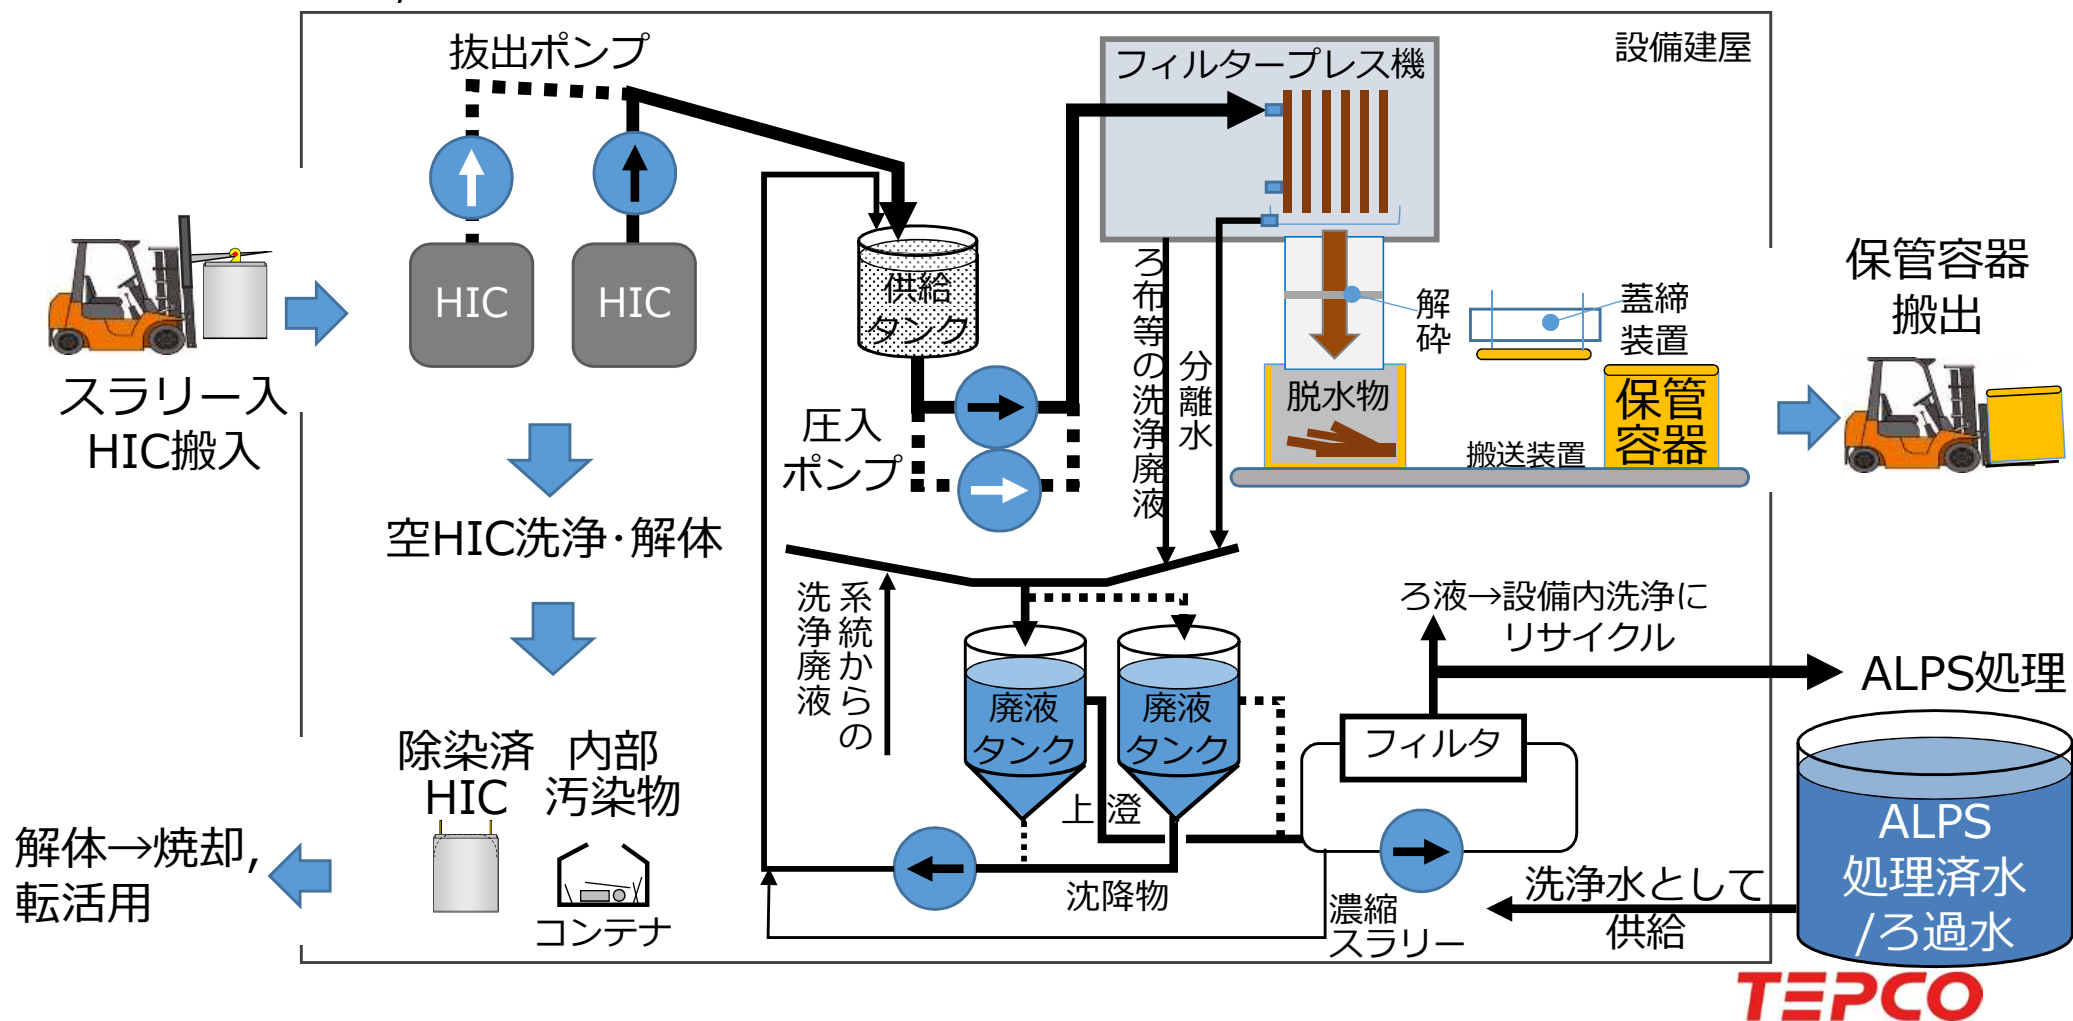 設備建屋
抜出ポンプ
フィルタープレス機
HIC
HIC
供給
タンク
スラリー入
HIC搬入
圧入
ポンプ
ろ布等の洗浄廃液
分離水
解砕
蓋締
装置
脱水物
搬送装置
保管
容器
保管容器
搬出
空HIC洗浄・解体
洗浄廃液
系統からの
廃液
タンク
廃液
タンク
上澄
沈降物
ろ液→設備内洗浄に
リサイクル
フィルタ
濃縮
スラリー
ALPS処理
ALPS
処理済水
/ろ過水
洗浄水として
供給
除染済
HIC
内部
汚染物
コンテナ
解体→焼却,
転活用
TEPCO